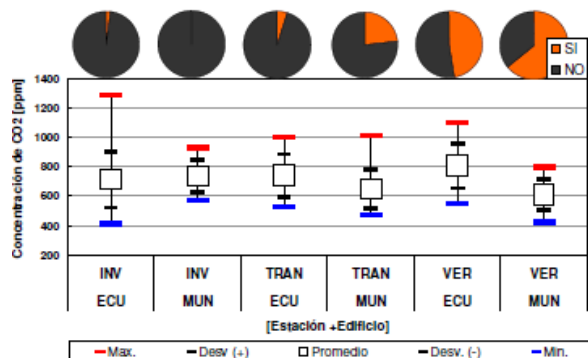 SI
NO
Concentración de CO2 [ppm]
1400
1200
1000
800
600
400
200
INV INV TRAN TRAN VER VER
ECU MUN ECU MUN ECU MUN
[Estación +Edificio]
Max. Desv (+) Promedio Desv. (-) Min.